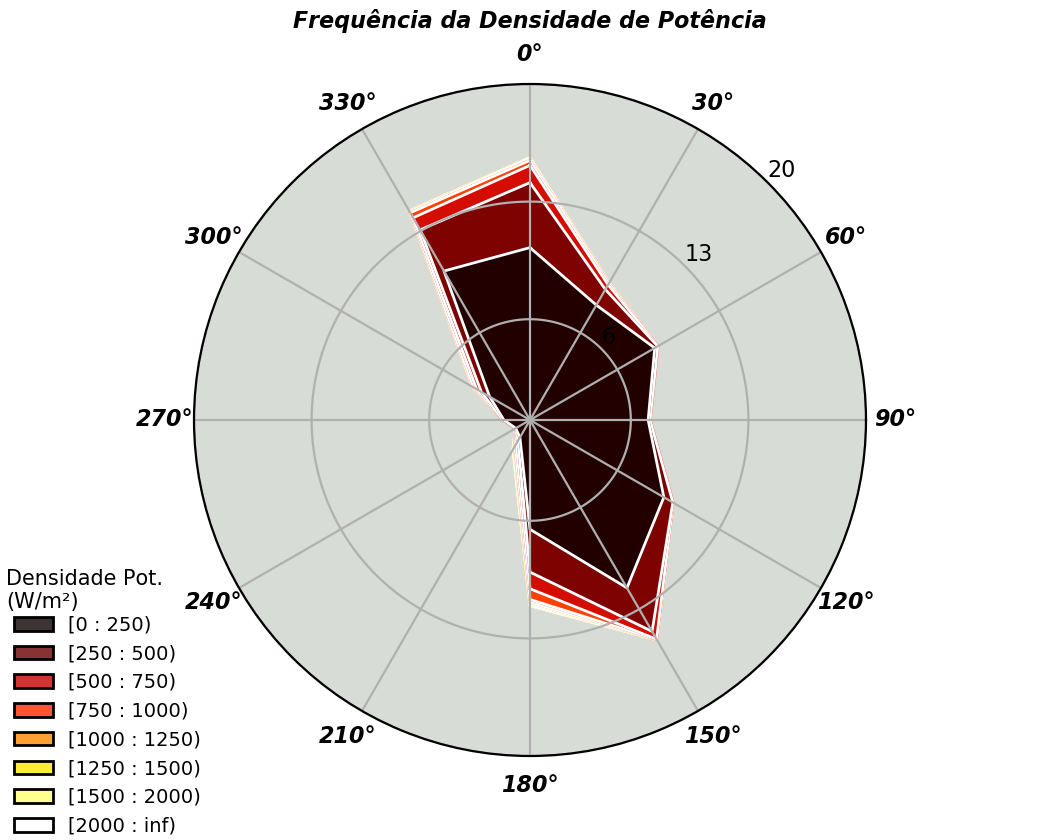 Frequência da Densidade de Potência
0°
330°
30°
20
300°
60°
13
6
270°
90°
Densidade Pot.
(W/m²)
240°
120°
[0 : 250)
[250 : 500)
[500 : 750)
[750 : 1000)
210°
150°
[1000 : 1250)
[1250 : 1500)
180°
[1500 : 2000)
[2000 : inf)